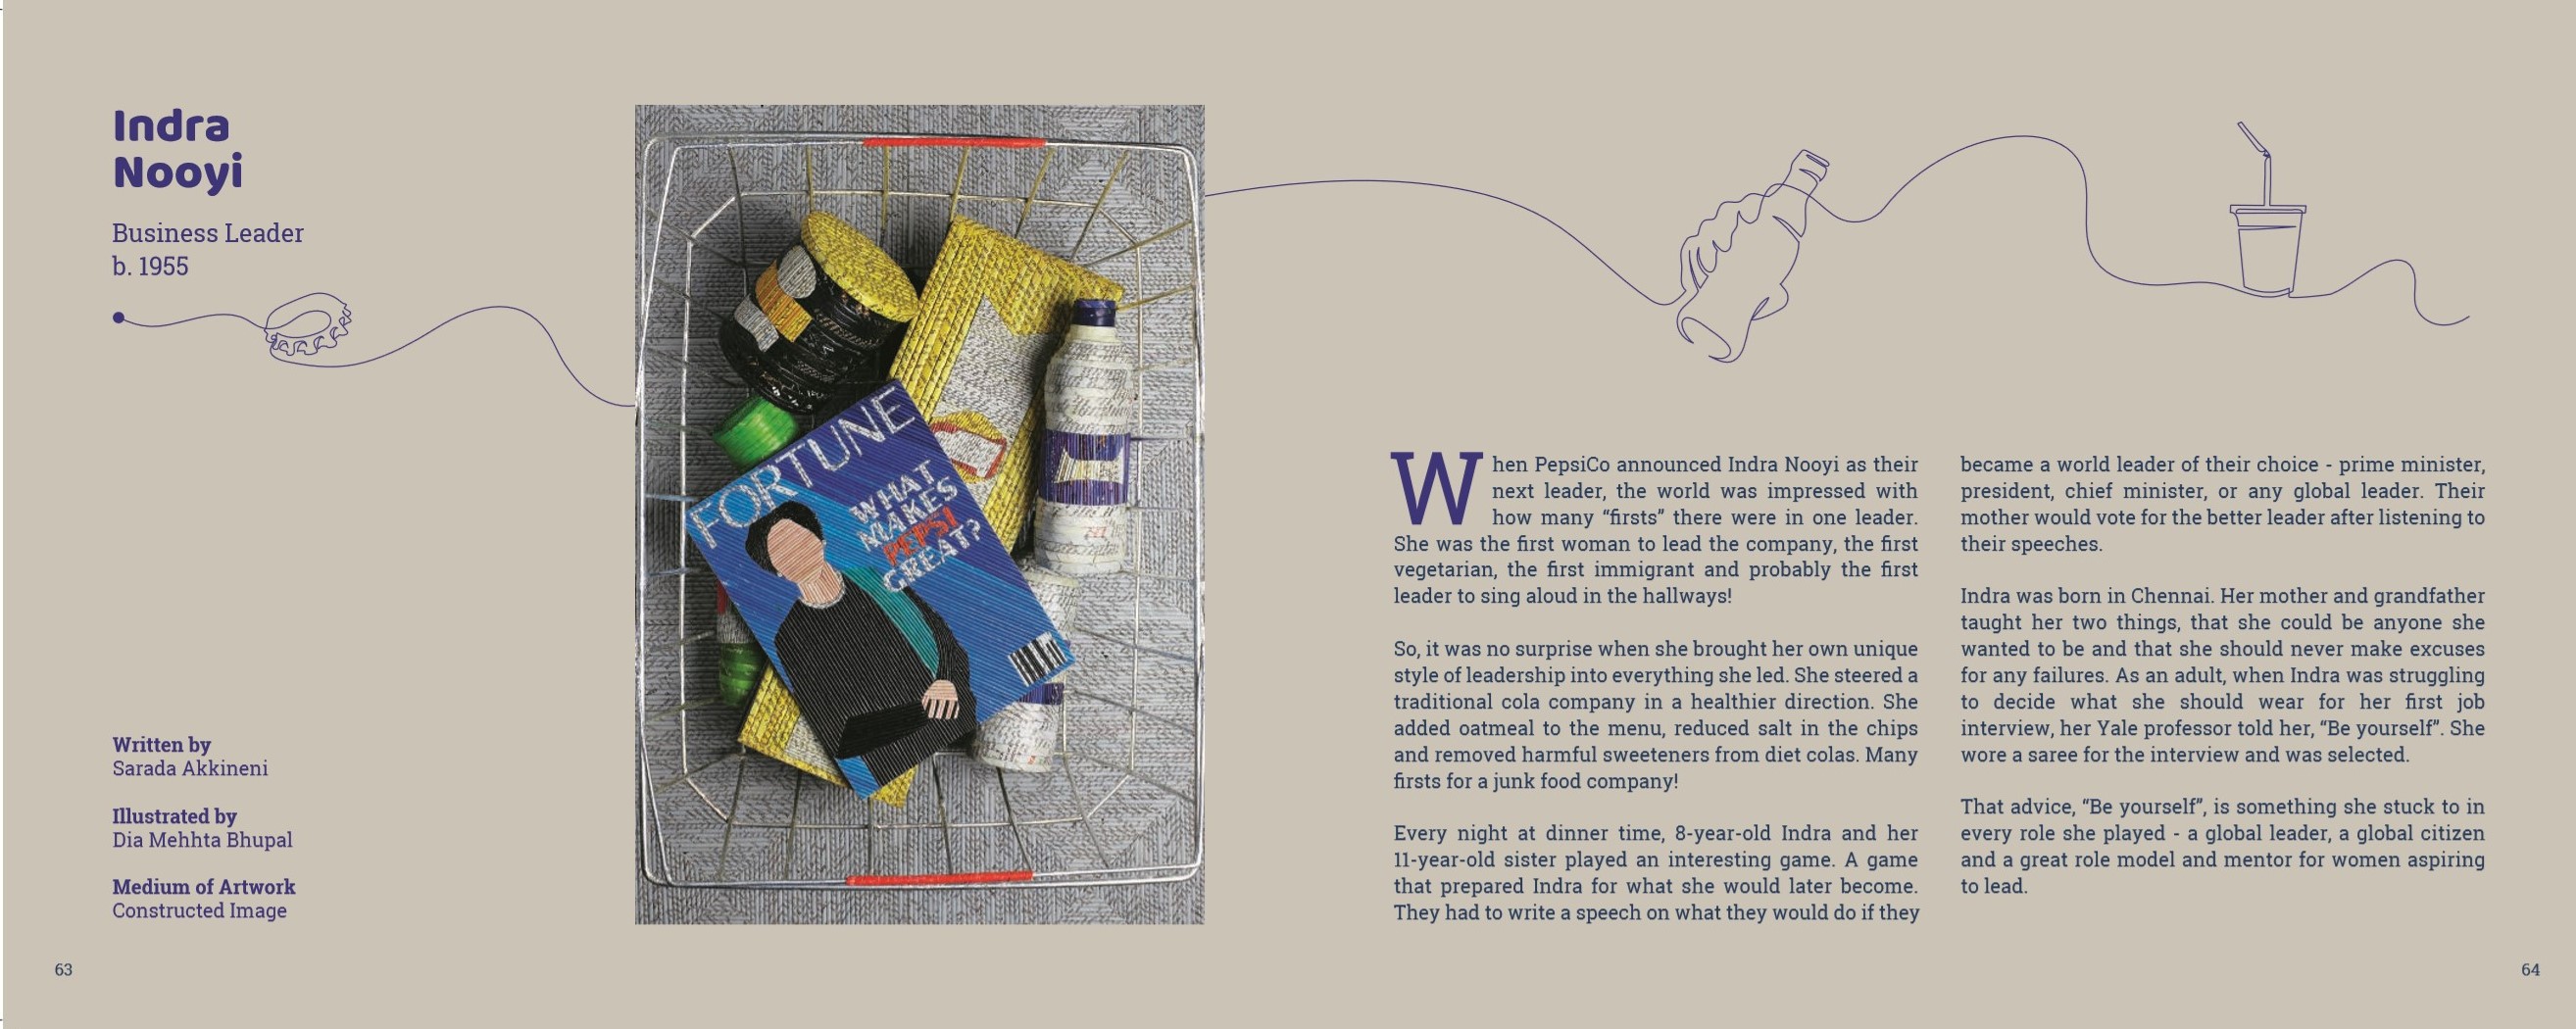 Indra
Nooyi
Business Leader
b. 1955
Written by
Sarada Akkineni
Illustrated by
Dia Mehhta Bhupal
Medium of Artwork
Constructed Image
63
FORTUNE
WHAT
MAKES
PEPSI
GREAT?
When PepsiCo announced Indra Nooyi as their
next leader, the world was impressed with
how many “firsts” there were in one leader.
She was the first woman to lead the company, the first
vegetarian, the first immigrant and probably the first
leader to sing aloud in the hallways!
So, it was no surprise when she brought her own unique
style of leadership into everything she led. She steered a
traditional cola company in a healthier direction. She
added oatmeal to the menu, reduced salt in the chips
and removed harmful sweeteners from diet colas. Many
firsts for a junk food company!
Every night at dinner time, 8-year-old Indra and her
11-year-old sister played an interesting game. A game
that prepared Indra for what she would later become.
They had to write a speech on what they would do if they
became a world leader of their choice - prime minister,
president, chief minister, or any global leader. Their
mother would vote for the better leader after listening to
their speeches.
Indra was born in Chennai. Her mother and grandfather
taught her two things, that she could be anyone she
wanted to be and that she should never make excuses
for any failures. As an adult, when Indra was struggling
to decide what she should wear for her first job
interview, her Yale professor told her, “Be yourself”. She
wore a saree for the interview and was selected.
That advice, “Be yourself”, is something she stuck to in
every role she played - a global leader, a global citizen
and a great role model and mentor for women aspiring
to lead.
64